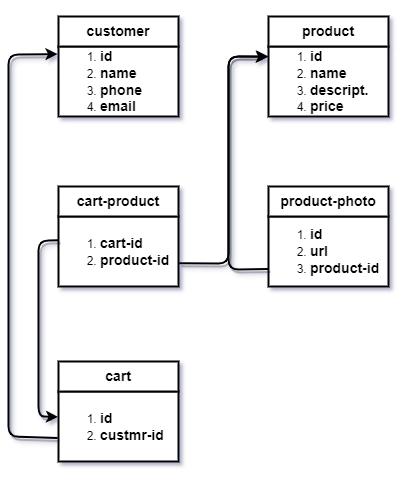 customer
1. id
2. name
3. phone
4. email
product
1. id
2. name
3. descript.
4. price
cart-product
1. cart-id
2. product-id
product-photo
1. id
2. url
3. product-id
cart
1. id
2. custmr-id